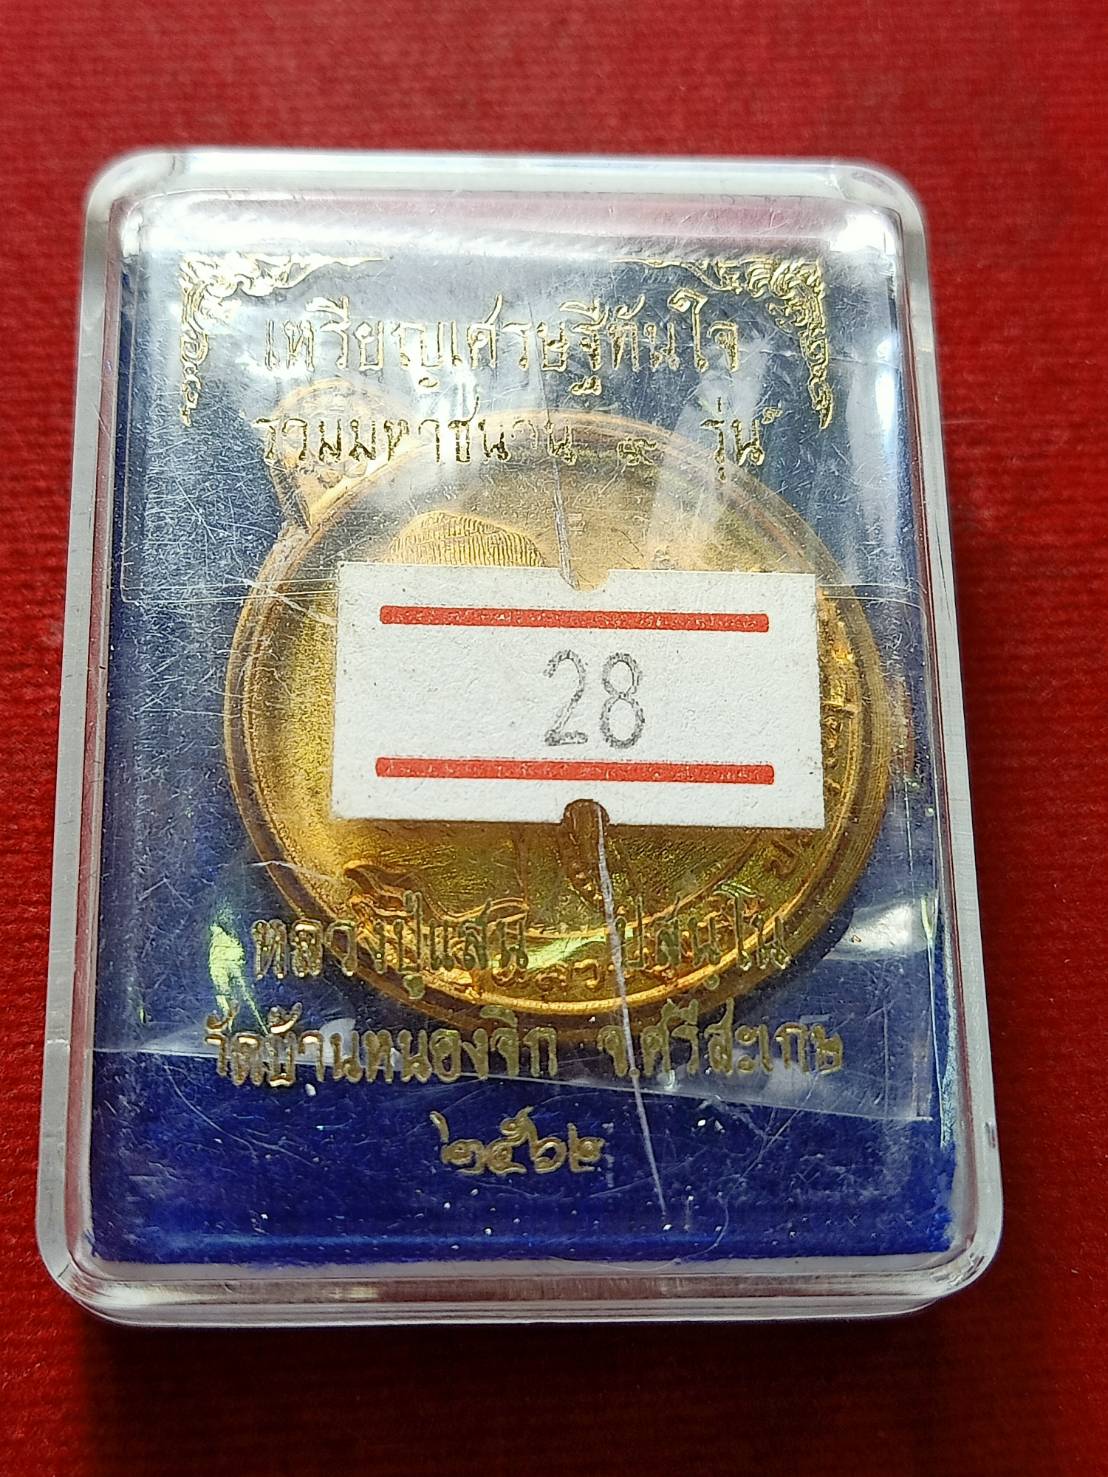 เหรียญเศรษฐีทันใจ
รวมมหาชนวน ๙ รุ่น
28
หลวงปู่แสน ปสนฺโน
วัดบ้านหนองจิก จ.ศรีสะเกษ
๒๕๖๒